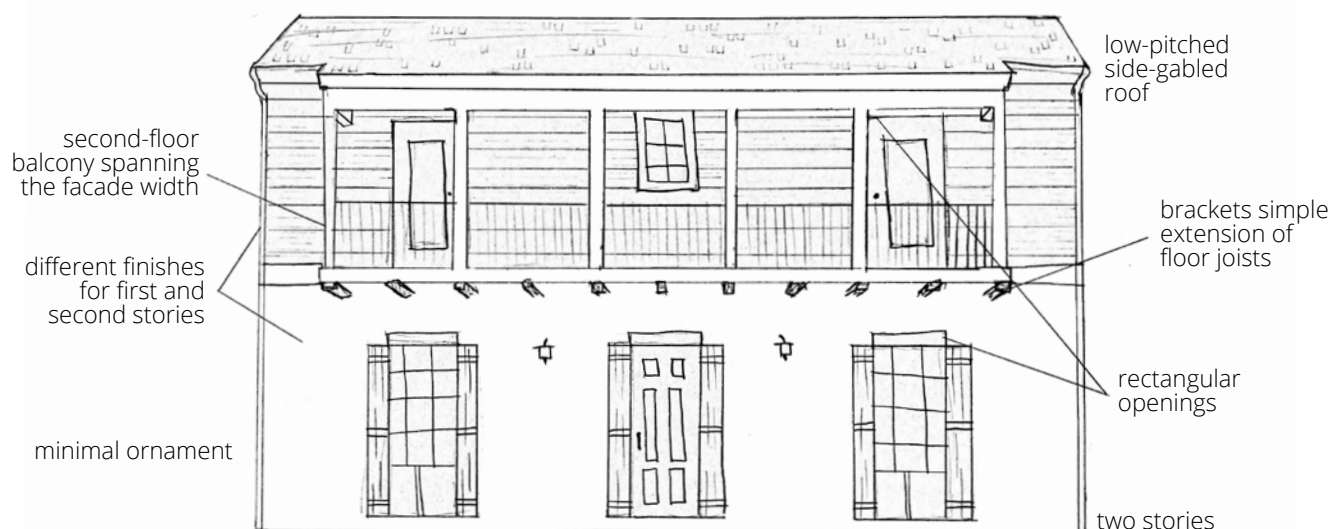 low-pitched
side-gabled
roof
second-floor
balcony spanning
the facade width
brackets simple
extension of
floor joists
different finishes
for first and
second stories
rectangular
openings
minimal ornament
two stories